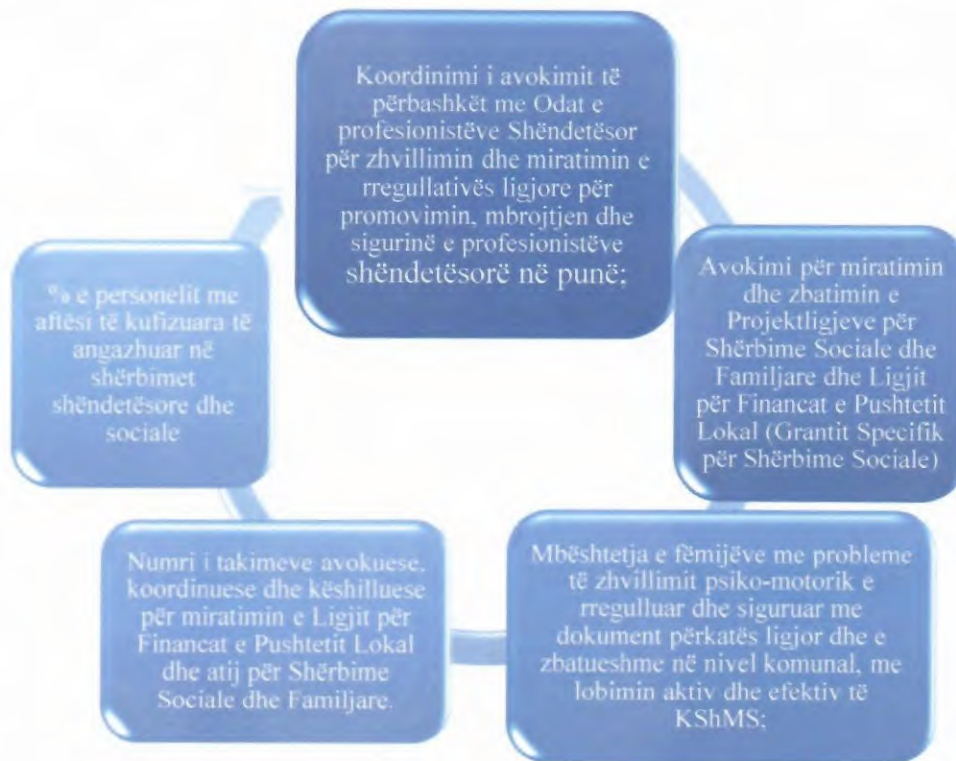 Koordinimi i avokimit të
përbashkët me Odat e
profesionistëve Shëndetësor
për zhvillimin dhe miratimin e
rregullativës ligjore për
promovimin, mbrojtjen dhe
sigurinë e profesionistëve
shëndetësorë në punë;
Avokimi për miratimin
dhe zbatimin e
Projektligjeve për
Shërbime Sociale dhe
Familjare dhe Ligjit
për Financat e Pushtetit
Lokal (Grantit Specifik
për Shërbime Sociale)
Mbështetja e fëmijëve me probleme
të zhvillimit psiko-motorik e
rregulluar dhe siguruar me
dokument përkatës ligjor dhe e
zbatueshme në nivel komunal, me
lobimin aktiv dhe efektiv të
KShMS;
Numri i takimeve avokuese,
koordinuese dhe këshilluese
për miratimin e Ligjit për
Financat e Pushtetit Lokal
dhe atij për Shërbime
Sociale dhe Familjare.
% e personelit me
aftësi të kufizuara të
angazhuar në
shërbimet
shëndetësore dhe
sociale